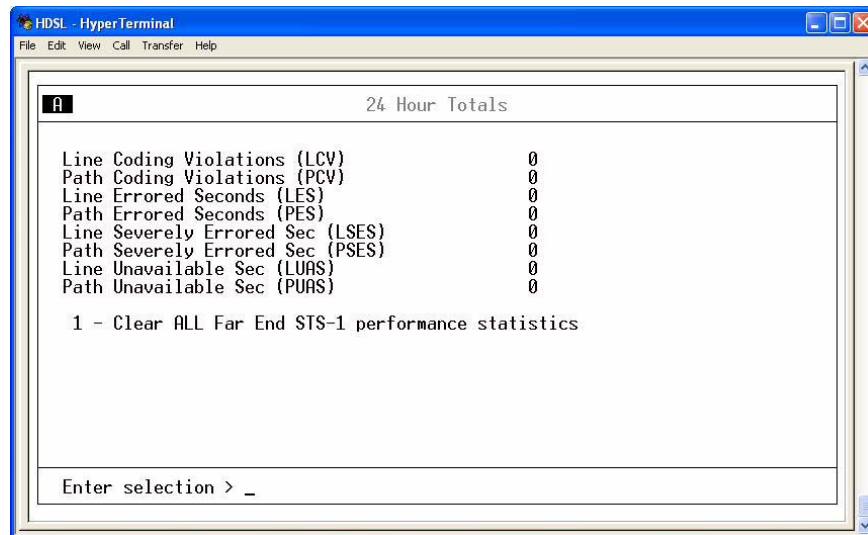 HDSL - HyperTerminal
File Edit View Call Transfer Help
A 24 Hour Totals
Line Coding Violations (LCV) 0
Path Coding Violations (PCV) 0
Line Errored Seconds (LES) 0
Path Errored Seconds (PES) 0
Line Severely Errored Sec (LSES) 0
Path Severely Errored Sec (PSES) 0
Line Unavailable Sec (LUAS) 0
Path Unavailable Sec (PUAS) 0
1 - Clear ALL Far End STS-1 performance statistics
Enter selection > _